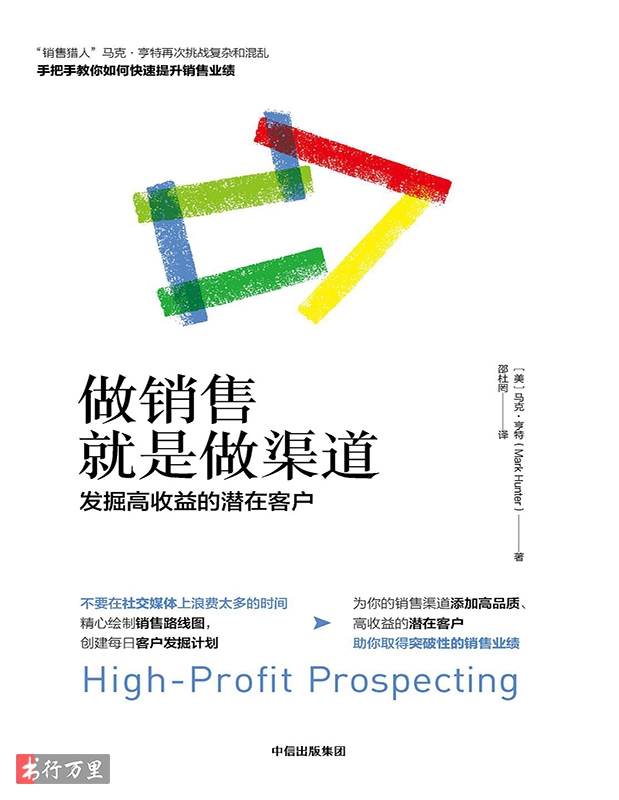 “销售猎人”马克·亨特再次挑战复杂和混乱
手把手教你如何快速提升销售业绩
做销售
就是做渠道
发掘高收益的潜在客户
[美]马克·亨特(Mark Hunter)——著
邵杜罔——译
不要在社交媒体上浪费太多的时间
精心绘制销售路线图，
创建每日客户发掘计划
为你的销售渠道添加高品质、
高收益的潜在客户
助你取得突破性的销售业绩
High-Profit Prospecting
中信出版集团
书行万里